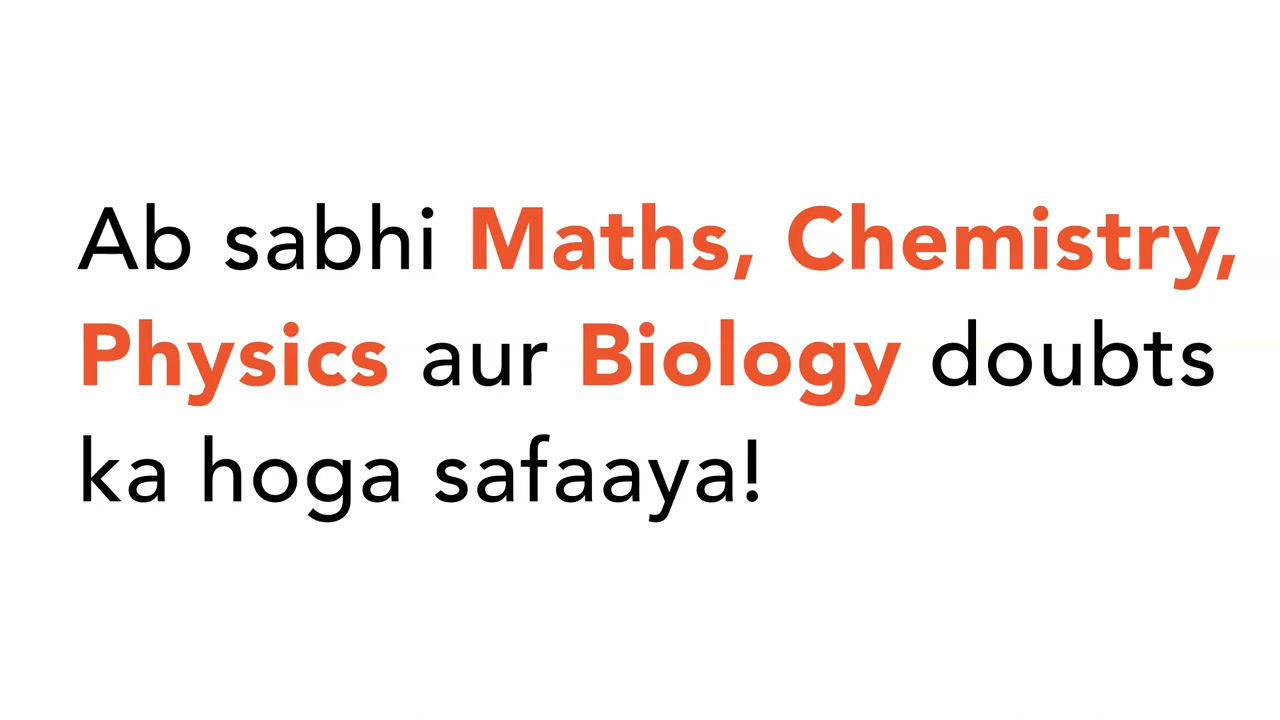 Ab sabhi Maths, Chemistry,
Physics aur Biology doubts
ka hoga safaaya!